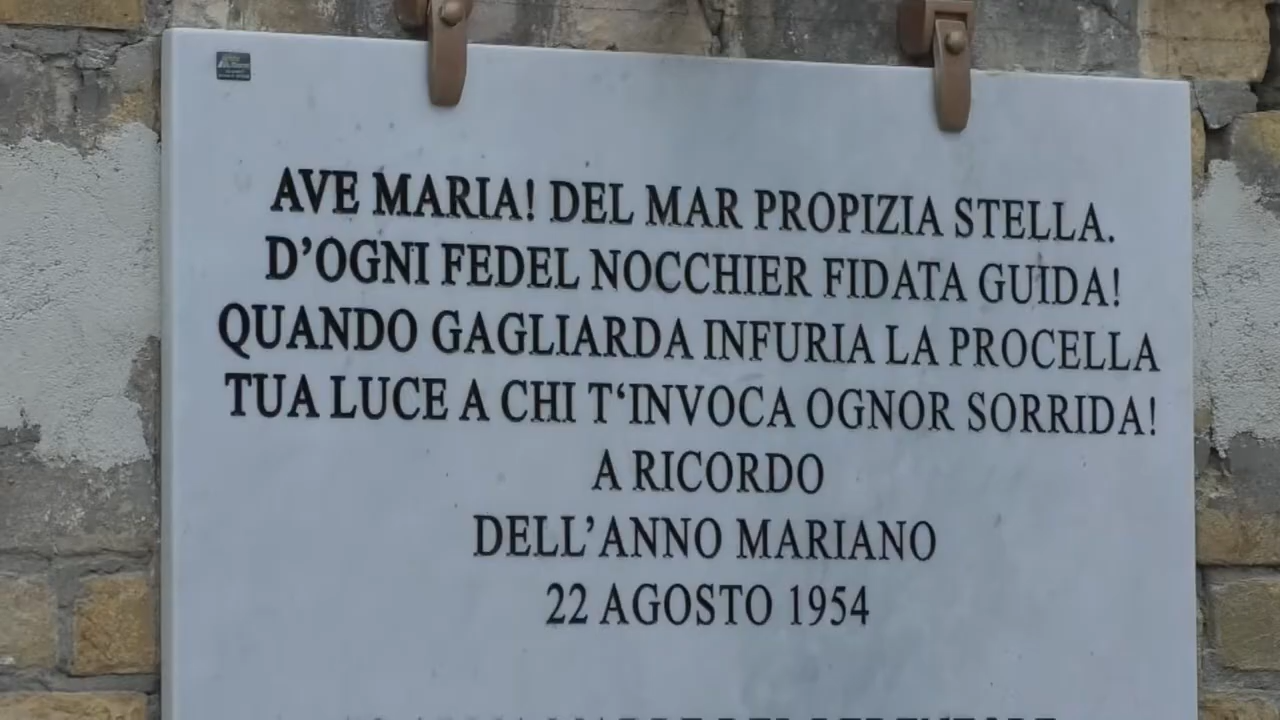 AVE MARIA! DEL MAR PROPIZIA STELLA.
D’OGNI FEDEL NOCCHIER FIDATA GUIDA!
QUANDO GAGLIARDA INFURIA LA PROCELLA
TUA LUCE A CHI T‘INVOCA OGNOR SORRIDA!
A RICORDO
DELL’ANNO MARIANO
22 AGOSTO 1954